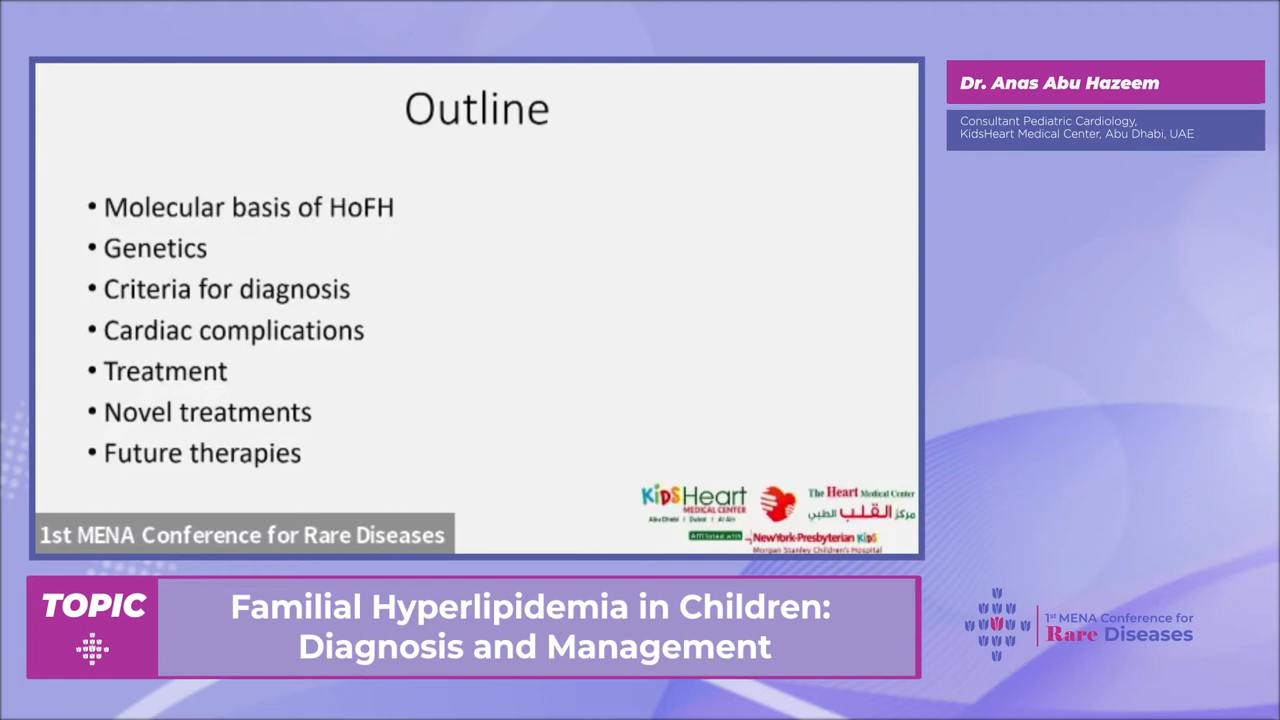 Outline
• Molecular basis of HoFH
• Genetics
• Criteria for diagnosis
• Cardiac complications
• Treatment
• Novel treatments
• Future therapies
KidsHeart
MEDICAL CENTER
Abu Dhabi | Dubai | Al Ain
The Heart Medical Center
مركز القلب الطبي
Affiliated with
NewYork-Presbyterian Kids
Morgan Stanley Children's Hospital
1st MENA Conference for Rare Diseases
Dr. Anas Abu Hazeem
Consultant Pediatric Cardiology,
KidsHeart Medical Center, Abu Dhabi, UAE
TOPIC
Familial Hyperlipidemia in Children:
Diagnosis and Management
1st MENA Conference for
Rare Diseases